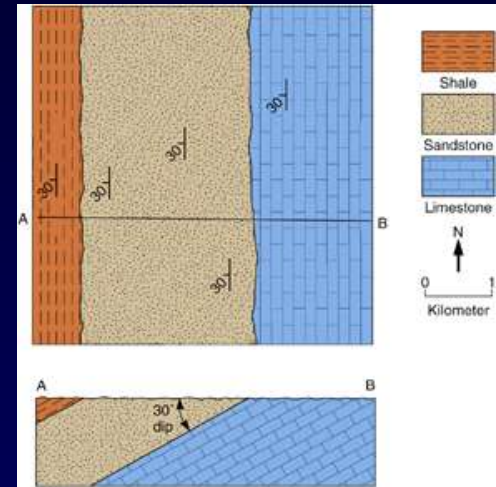 30
30
30
30
30
A
B
Shale
Sandstone
Limestone
N
0 1
Kilometer
A B
30°
dip